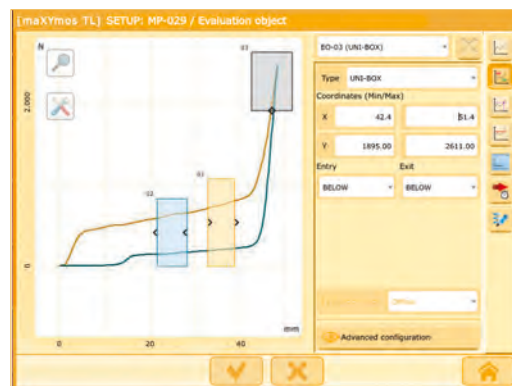 [maXYmos TL] SETUP: MP-029 / Evaluation object
N
2.000
0
0
20
40
mm
03
02
EO-03 (UNI-BOX)
Type
UNI-BOX
Coordinates (Min/Max)
X
42.4
51.4
Y
1895.00
2611.00
Entry
Exit
BELOW
BELOW
Offline
Advanced configuration